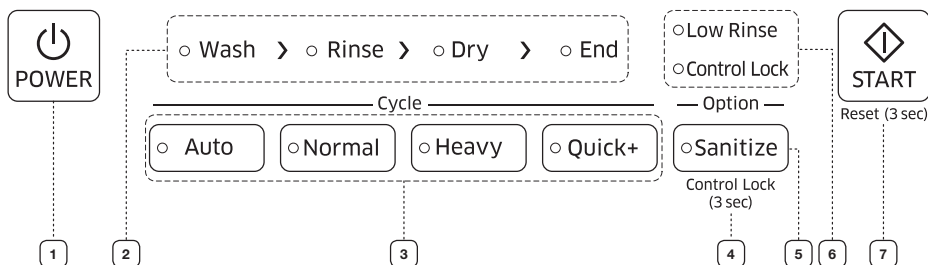 POWER
Wash › Rinse › Dry › End
Low Rinse
Control Lock
START
Reset (3 sec)
Cycle
Option
Auto
Normal
Heavy
Quick+
Sanitize
Control Lock
(3 sec)
1
2
3
4
5
6
7